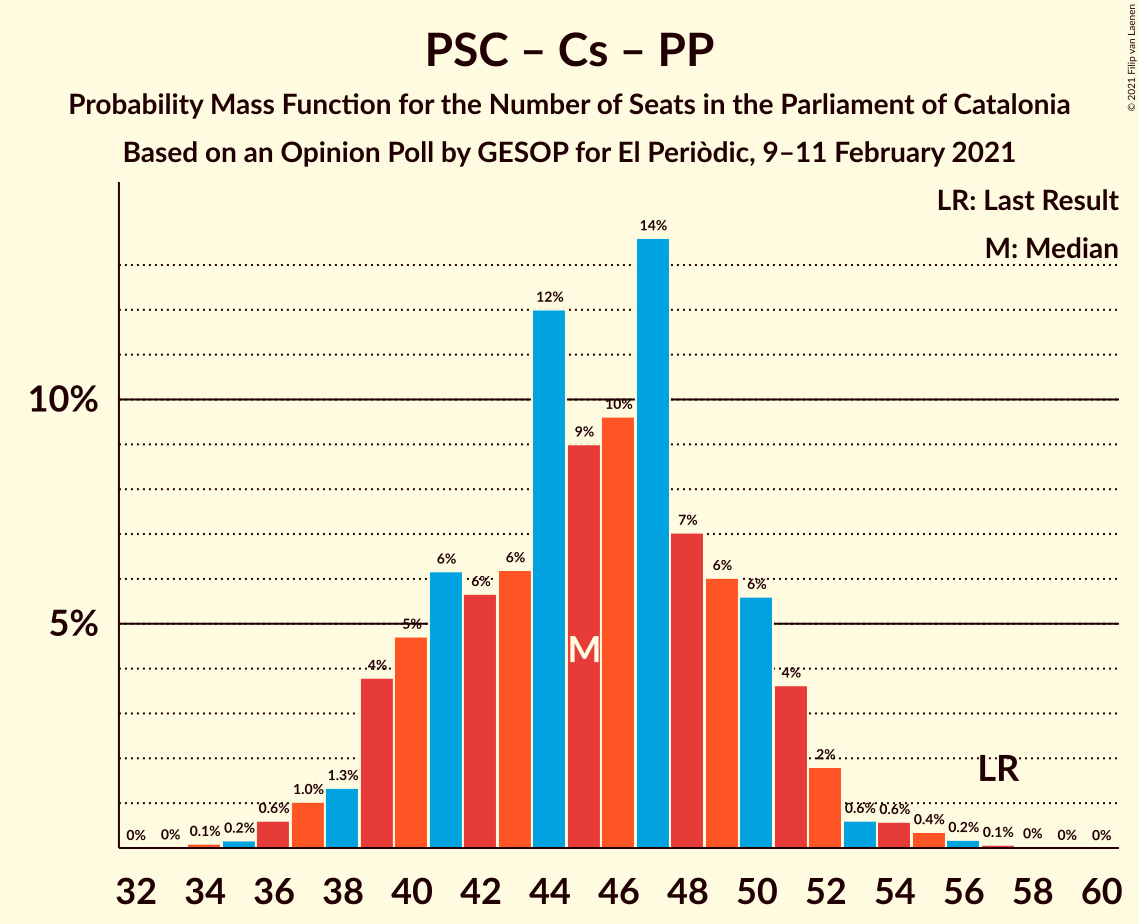 PSC – Cs – PP
Probability Mass Function for the Number of Seats in the Parliament of Catalonia
Based on an Opinion Poll by GESOP for El Periòdic, 9–11 February 2021
© 2021 Filip van Laenen
LR: Last Result
M: Median
10%
5%
0% 0% 0.1% 0.2% 0.6% 1.0% 1.3% 4% 5% 6% 6% 6% 12% 9% 10% 14% 7% 6% 6% 4% 2% 0.6% 0.6% 0.4% 0.2% 0.1% 0% 0% 0%
M
LR
32 34 36 38 40 42 44 46 48 50 52 54 56 58 60